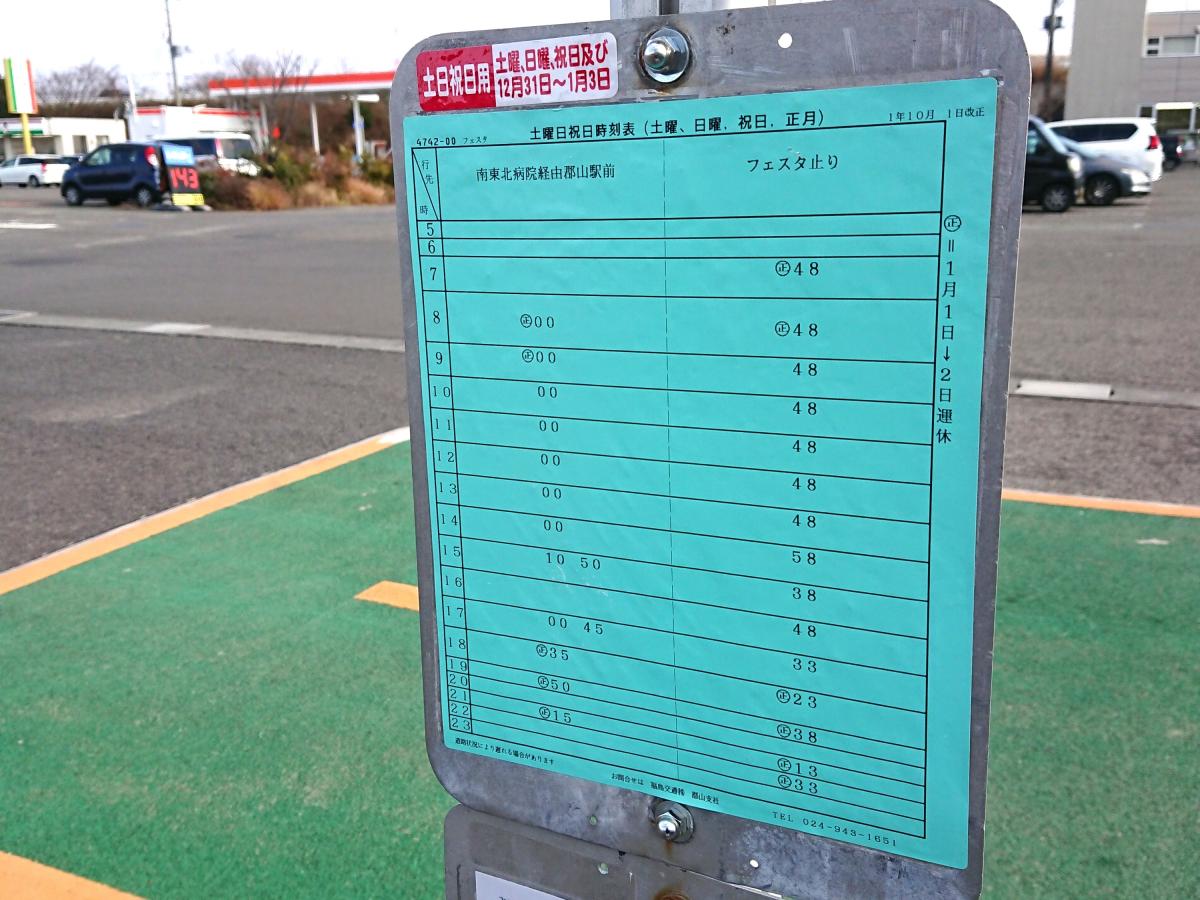 土日祝日用 土曜、日曜、祝日及び
12月31日～1月3日
4742-00 フェスタ 土曜日祝日時刻表（土曜、日曜，祝日，正月） 1年10月 1日改正
行先 時 南東北病院経由郡山駅前 フェスタ止り
5
6
7 ㊣48
8 ㊣00 ㊣48
9 ㊣00 48
10 00 48
11 00 48
12 00 48
13 00 48
14 00 58
15 10 50 38
16 48
17 00 45 33
18 ㊣35 ㊣23
19 ㊣50 ㊣38
20
21 ㊣15 ㊣13
22 ㊣33
23
㊣＝1月1日→2日運休
道路状況により遅れる場合があります
お問合せは 福島交通㈱ 郡山支社
TEL 024-943-1651
143